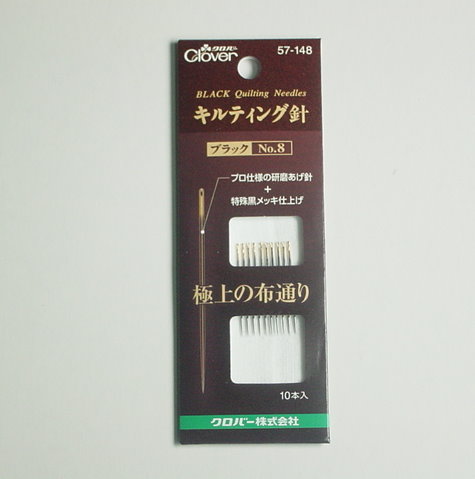 クロバー
Clover
57-148
BLACK Quilting Needles
キルティング針
ブラック No.8
プロ仕様の研磨あげ針
+
特殊黒メッキ仕上げ
極上の布通り
10本入
クロバー株式会社